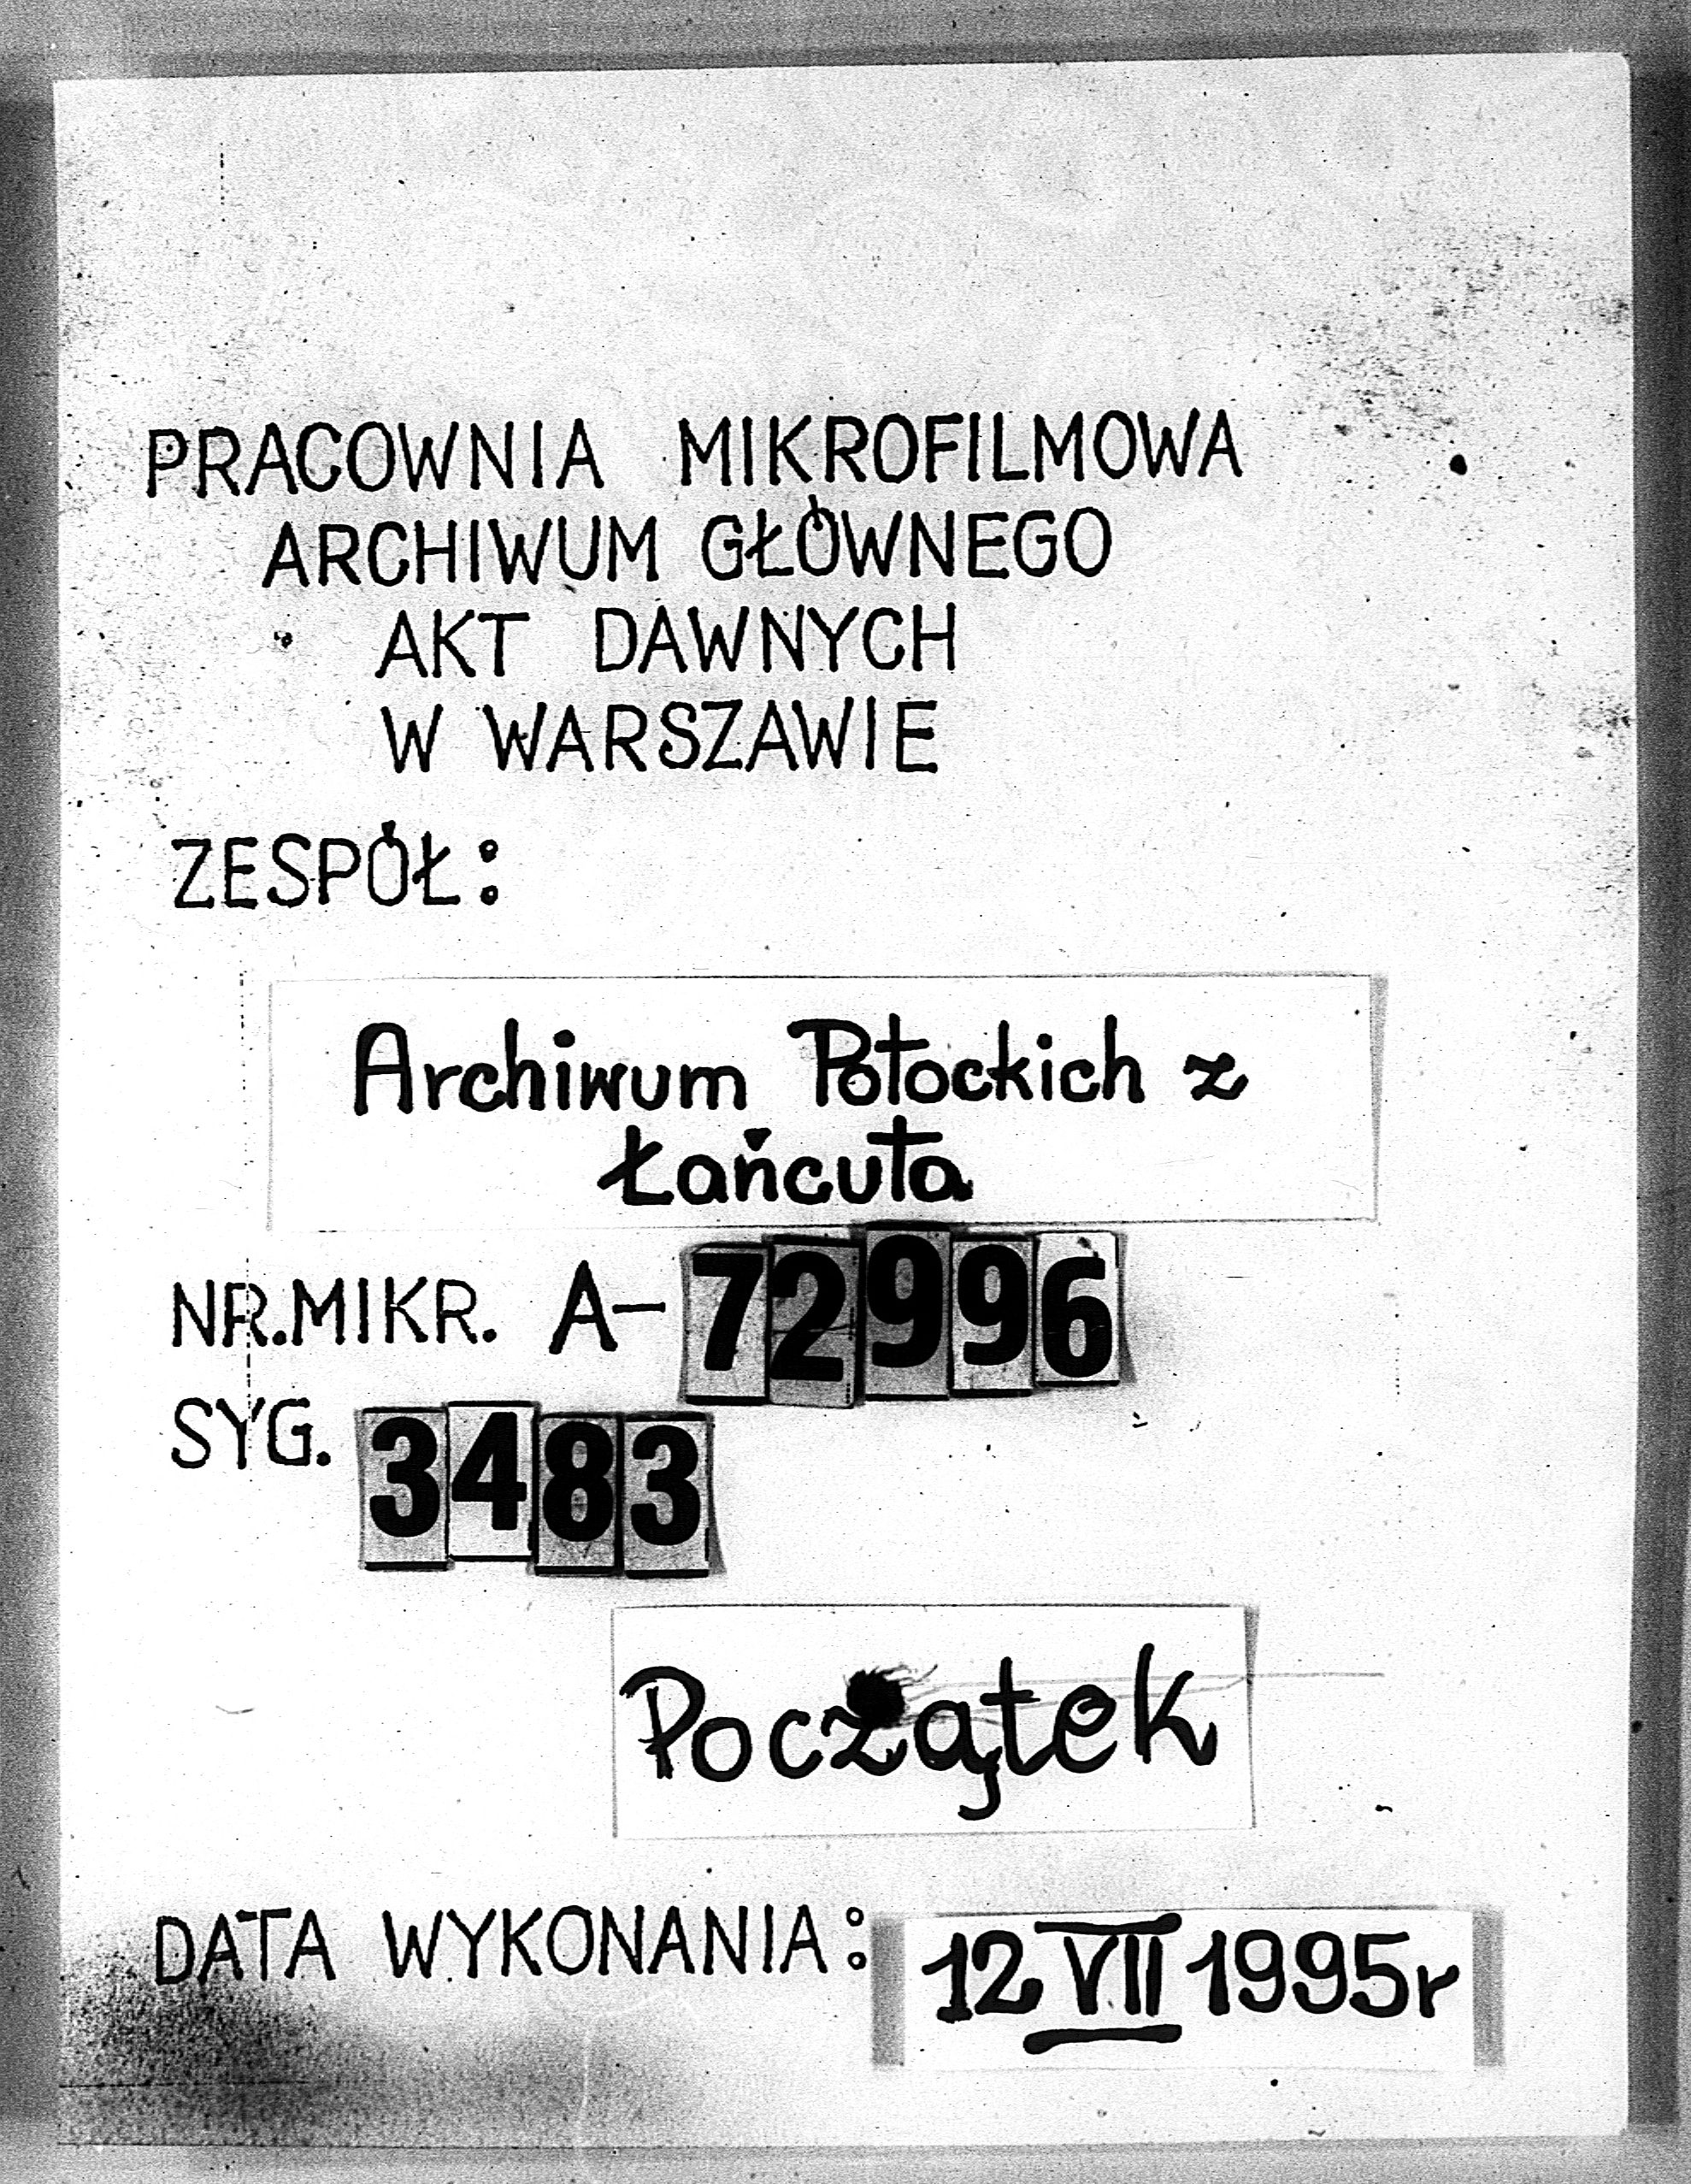 PRACOWNIA MIKROFILMOWA
ARCHIWUM GŁÓWNEGO
AKT DAWNYCH
W WARSZAWIE
ZESPÓŁ:
Archiwum Potockich z
Łańcuta
NR.MIKR. A-72996
SYG. 3483
Początek
DATA WYKONANIA: 12 VII 1995r